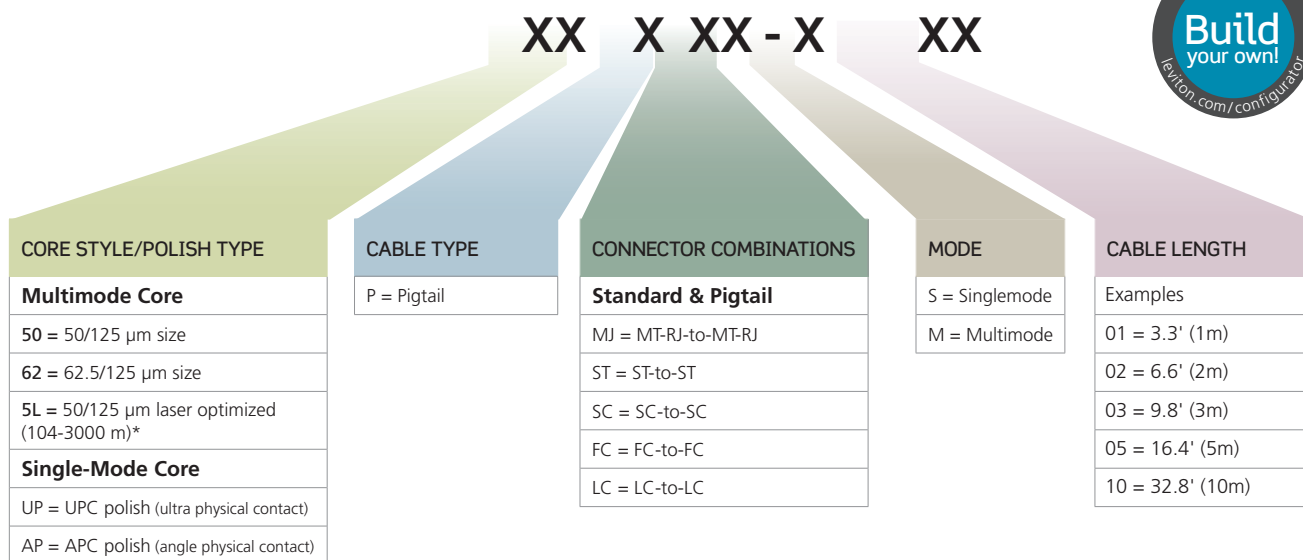 XX X XX - X XX
Build
your own!
leviton.com/configurator
CORE STYLE/POLISH TYPE
Multimode Core
50 = 50/125 µm size
62 = 62.5/125 µm size
5L = 50/125 µm laser optimized
(104-3000 m)*
Single-Mode Core
UP = UPC polish (ultra physical contact)
AP = APC polish (angle physical contact)
CABLE TYPE
P = Pigtail
CONNECTOR COMBINATIONS
Standard & Pigtail
MJ = MT-RJ-to-MT-RJ
ST = ST-to-ST
SC = SC-to-SC
FC = FC-to-FC
LC = LC-to-LC
MODE
S = Singlemode
M = Multimode
CABLE LENGTH
Examples
01 = 3.3' (1m)
02 = 6.6' (2m)
03 = 9.8' (3m)
05 = 16.4' (5m)
10 = 32.8' (10m)